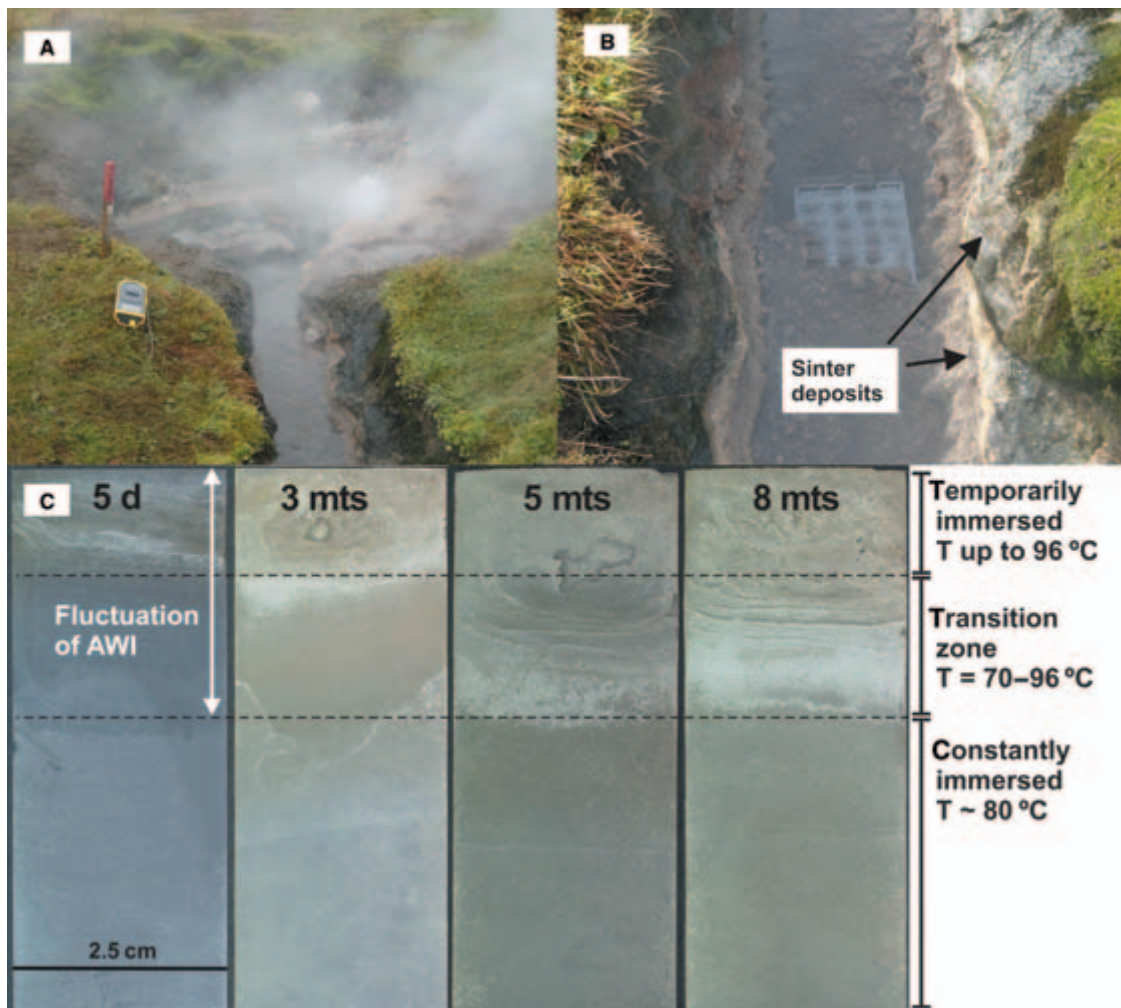 A
B
Sinter
deposits
C
5 d
3 mts
5 mts
8 mts
Fluctuation
of AWI
2.5 cm
Temporarily
immersed
T up to 96 ºC
Transition
zone
T = 70–96 ºC
Constantly
immersed
T ~ 80 ºC